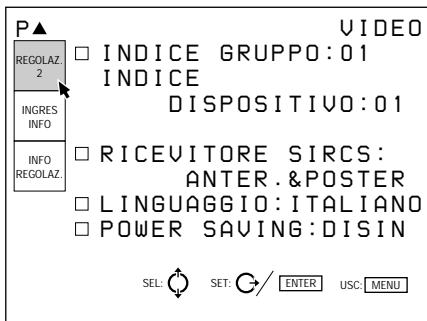 P▲ VIDEO
REGOLAZ.
2
INGRES
INFO
INFO
REGOLAZ.
□ INDICE GRUPPO:01
INDICE
DISPOSITIVO:01
□ RICEVITORE SIRCS:
ANTER.&POSTER
□ LINGUAGGIO:ITALIANO
□ POWER SAVING:DISIN
SEL: SET: / ENTER USC: MENU